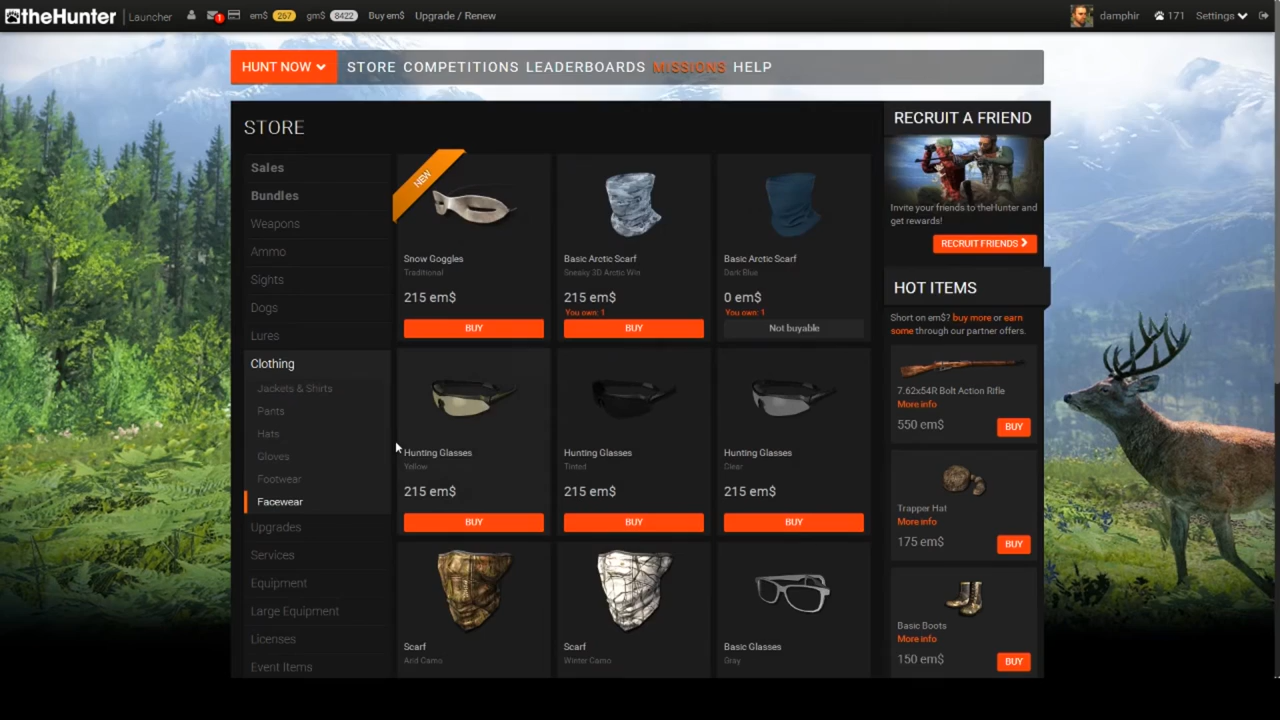 theHunter Launcher 1 em$ 267 gm$ 8422 Buy em$ Upgrade / Renew damphir 171 Settings
HUNT NOW STORE COMPETITIONS LEADERBOARDS MISSIONS HELP
STORE
Sales
Bundles
Weapons
Ammo
Sights
Dogs
Lures
Clothing
Jackets & Shirts
Pants
Hats
Gloves
Footwear
Facewear
Upgrades
Services
Equipment
Large Equipment
Licenses
Event Items
NEW
Snow Goggles
Traditional
215 em$
BUY
Basic Arctic Scarf
Sneaky 3D Arctic Win
215 em$
You own: 1
BUY
Basic Arctic Scarf
Dark Blue
0 em$
You own: 1
Not buyable
Hunting Glasses
Yellow
215 em$
BUY
Hunting Glasses
Tinted
215 em$
BUY
Hunting Glasses
Clear
215 em$
BUY
Scarf
Arid Camo
Scarf
Winter Camo
Basic Glasses
Gray
RECRUIT A FRIEND
Invite your friends to theHunter and
get rewards!
RECRUIT FRIENDS
HOT ITEMS
Short on em$? buy more or earn
some through our partner offers.
7.62x54R Bolt Action Rifle
More info
550 em$ BUY
Trapper Hat
More info
175 em$ BUY
Basic Boots
More info
150 em$ BUY